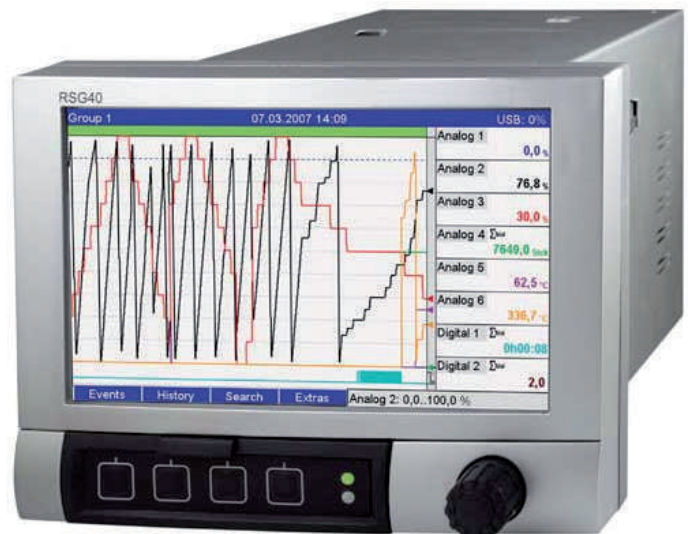 RSG40
Group 1 07.03.2007 14:09 USB: 0%
Analog 1
0,0 %
Analog 2
76,8 %
Analog 3
30,0 %
Analog 4
7649,0 Stck
Analog 5
62,5 °C
Analog 6
336,7 °C
Digital 1
0h00:08
Digital 2
2,0
Events History Search Extras Analog 2: 0,0..100,0 %